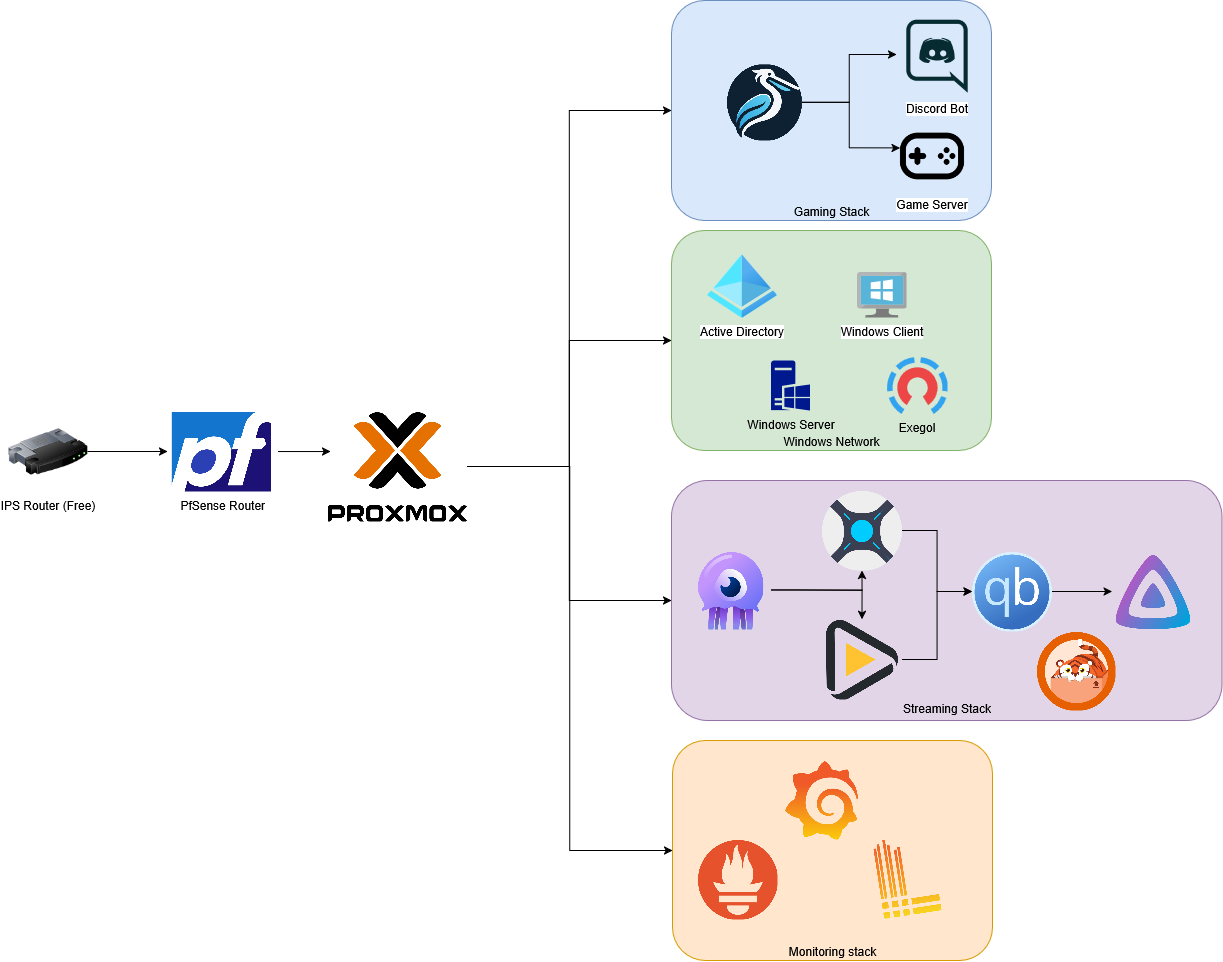 Discord Bot
Game Server
Gaming Stack
Active Directory
Windows Client
Windows Server
Exegol
Windows Network
IPS Router (Free)
pf
PfSense Router
PROXMOX
qb
Streaming Stack
Monitoring stack